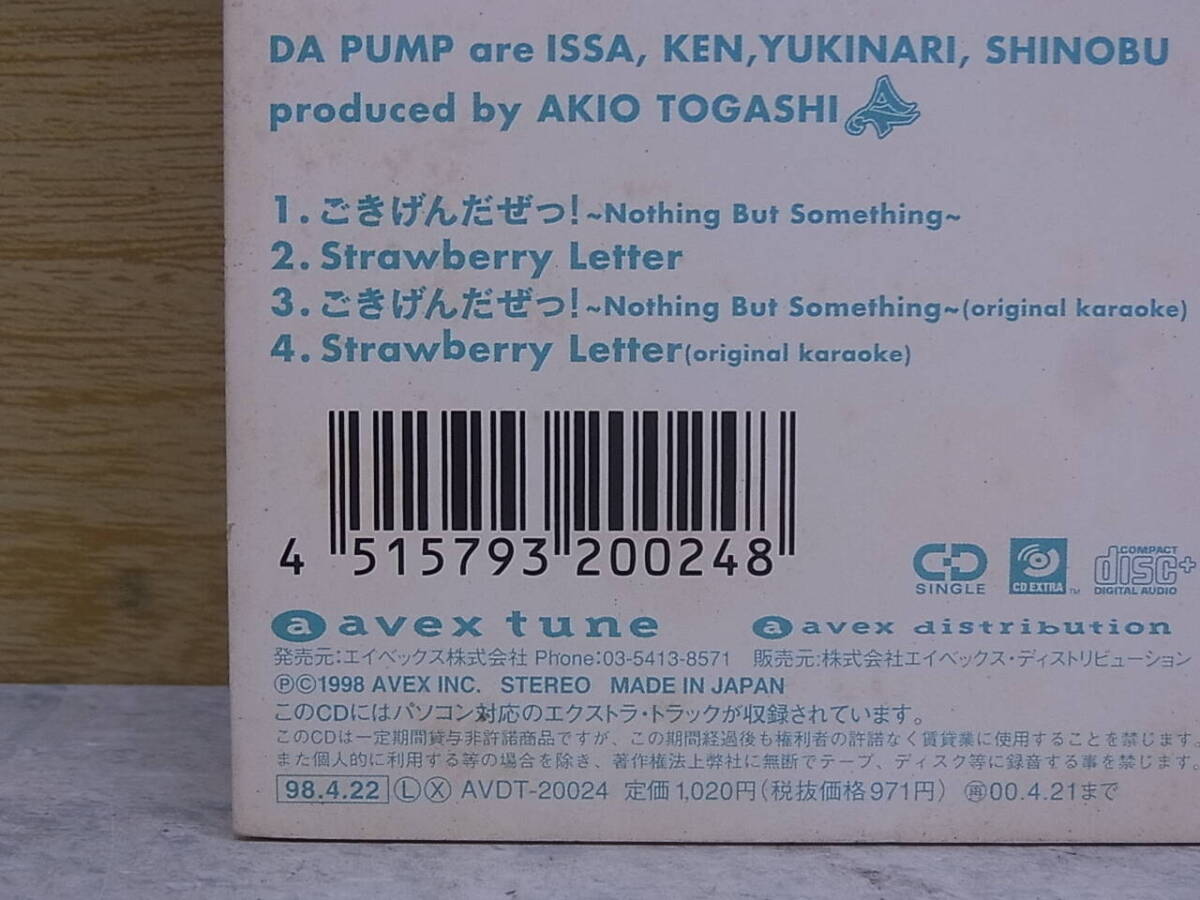 DA PUMP are ISSA, KEN,YUKINARI, SHINOBU
produced by AKIO TOGASHI
1.ごきげんだぜっ!~Nothing But Something~
2.Strawberry Letter
3.ごきげんだぜっ!~Nothing But Something~(original karaoke)
4.Strawberry Letter(original karaoke)
4 515793 200248
CD SINGLE
CD EXTRA TM
COMPACT disc+ DIGITAL AUDIO
a avex tune a avex distribution
発売元:エイベックス株式会社 Phone:03-5413-8571 販売元:株式会社エイベックス・ディストリビューション
ⓅⒸ1998 AVEX INC. STEREO MADE IN JAPAN
このCDにはパソコン対応のエクストラ・トラックが収録されています。
このCDは一定期間貸与非許諾商品ですが、この期間経過後も権利者の許諾なく賃貸業に使用することを禁じます。
また個人的に利用する等の場合を除き、著作権法上弊社に無断でテープ、ディスク等に録音する事を禁じます。
98.4.22 Ⓛ Ⓧ AVDT-20024 定価1,020円(税抜価格971円) 再00.4.21まで